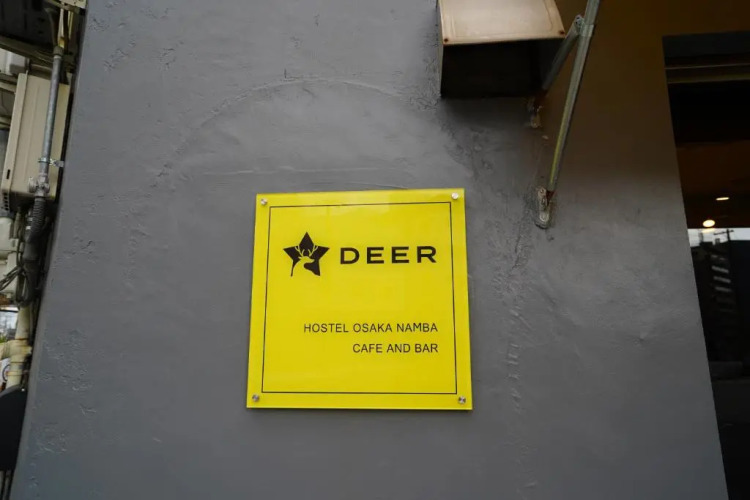 DEER
HOSTEL OSAKA NAMBA
CAFE AND BAR